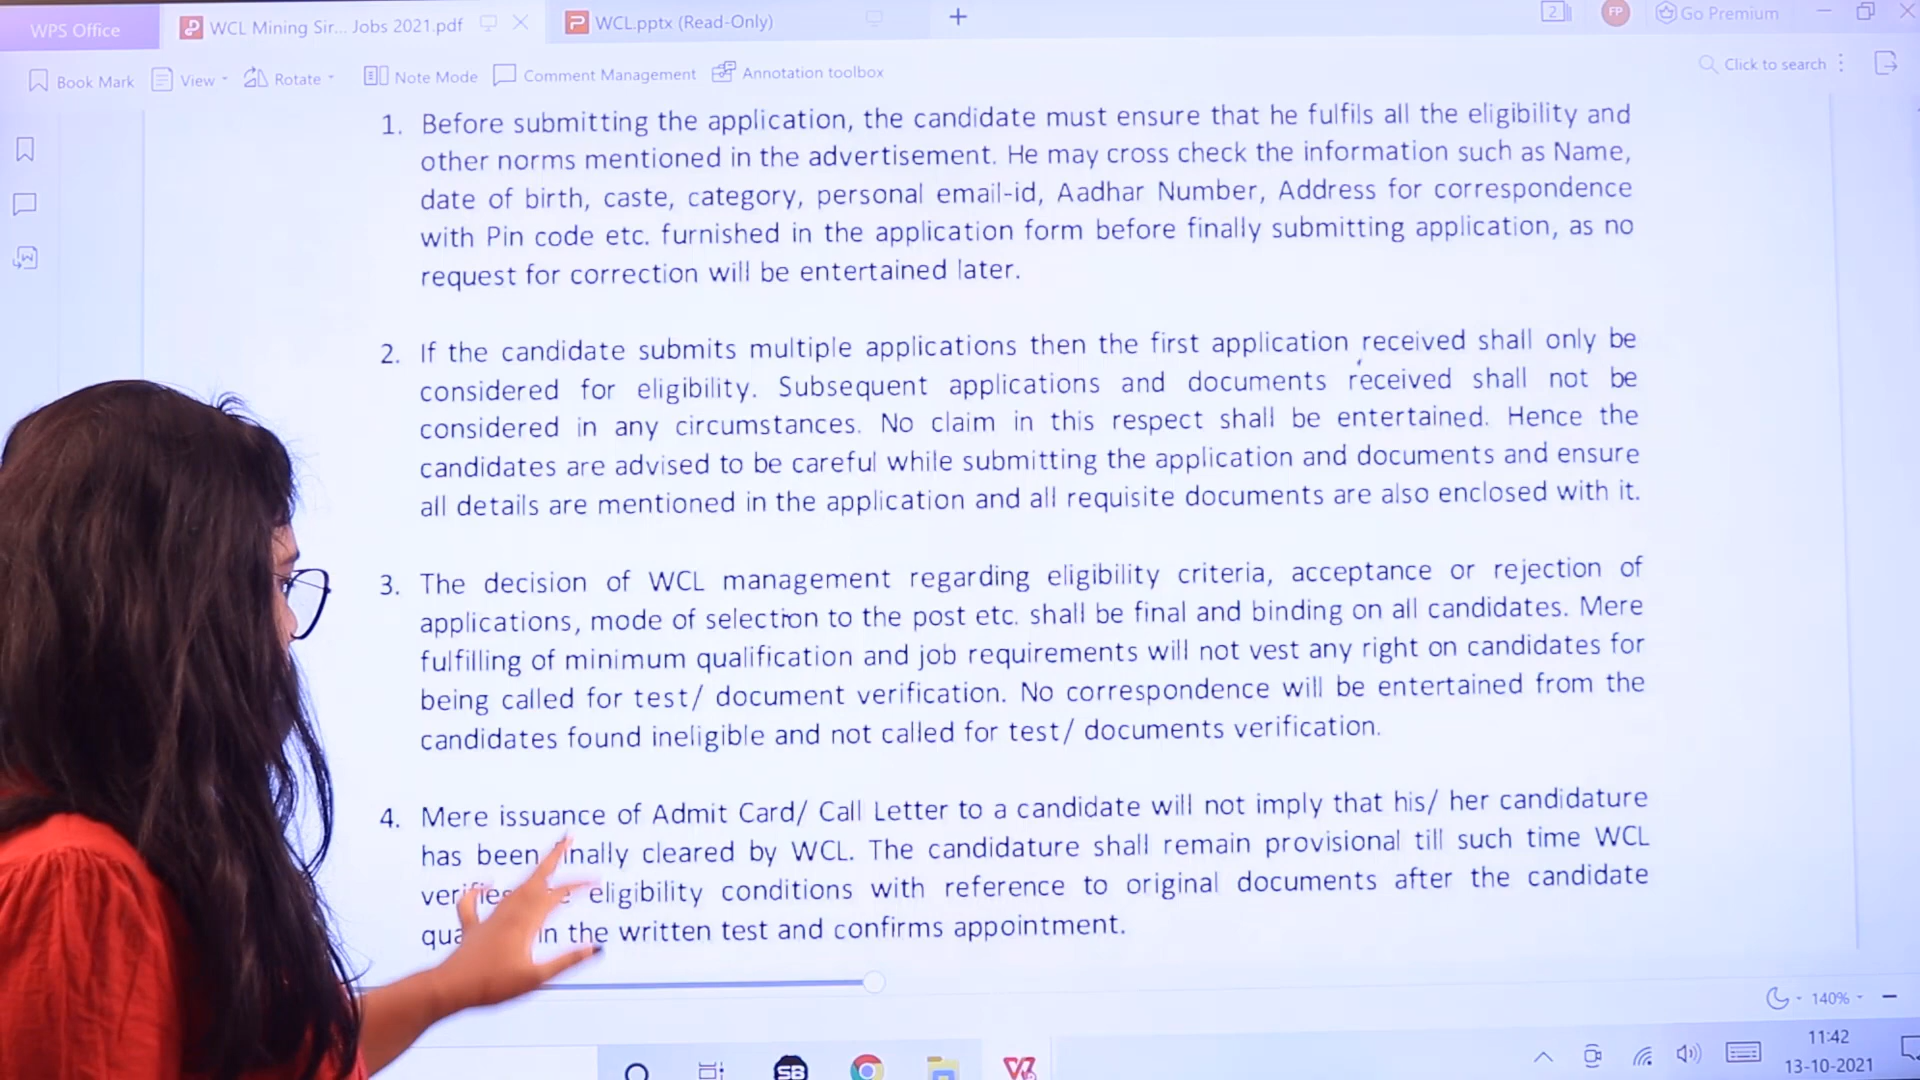 WPS Office
WCL Mining Sir... Jobs 2021.pdf
WCL.pptx (Read-Only)
+
2
FP
Go Premium
Book Mark
View
Rotate
Note Mode
Comment Management
Annotation toolbox
Click to search
1. Before submitting the application, the candidate must ensure that he fulfils all the eligibility and
other norms mentioned in the advertisement. He may cross check the information such as Name,
date of birth, caste, category, personal email-id, Aadhar Number, Address for correspondence
with Pin code etc. furnished in the application form before finally submitting application, as no
request for correction will be entertained later.
2. If the candidate submits multiple applications then the first application received shall only be
considered for eligibility. Subsequent applications and documents received shall not be
considered in any circumstances. No claim in this respect shall be entertained. Hence the
candidates are advised to be careful while submitting the application and documents and ensure
all details are mentioned in the application and all requisite documents are also enclosed with it.
3. The decision of WCL management regarding eligibility criteria, acceptance or rejection of
applications, mode of selection to the post etc. shall be final and binding on all candidates. Mere
fulfilling of minimum qualification and job requirements will not vest any right on candidates for
being called for test/ document verification. No correspondence will be entertained from the
candidates found ineligible and not called for test/ documents verification.
4. Mere issuance of Admit Card/ Call Letter to a candidate will not imply that his/ her candidature
has been finally cleared by WCL. The candidature shall remain provisional till such time WCL
eligibility conditions with reference to original documents after the candidate
in the written test and confirms appointment.
140%
SB
11:42
13-10-2021